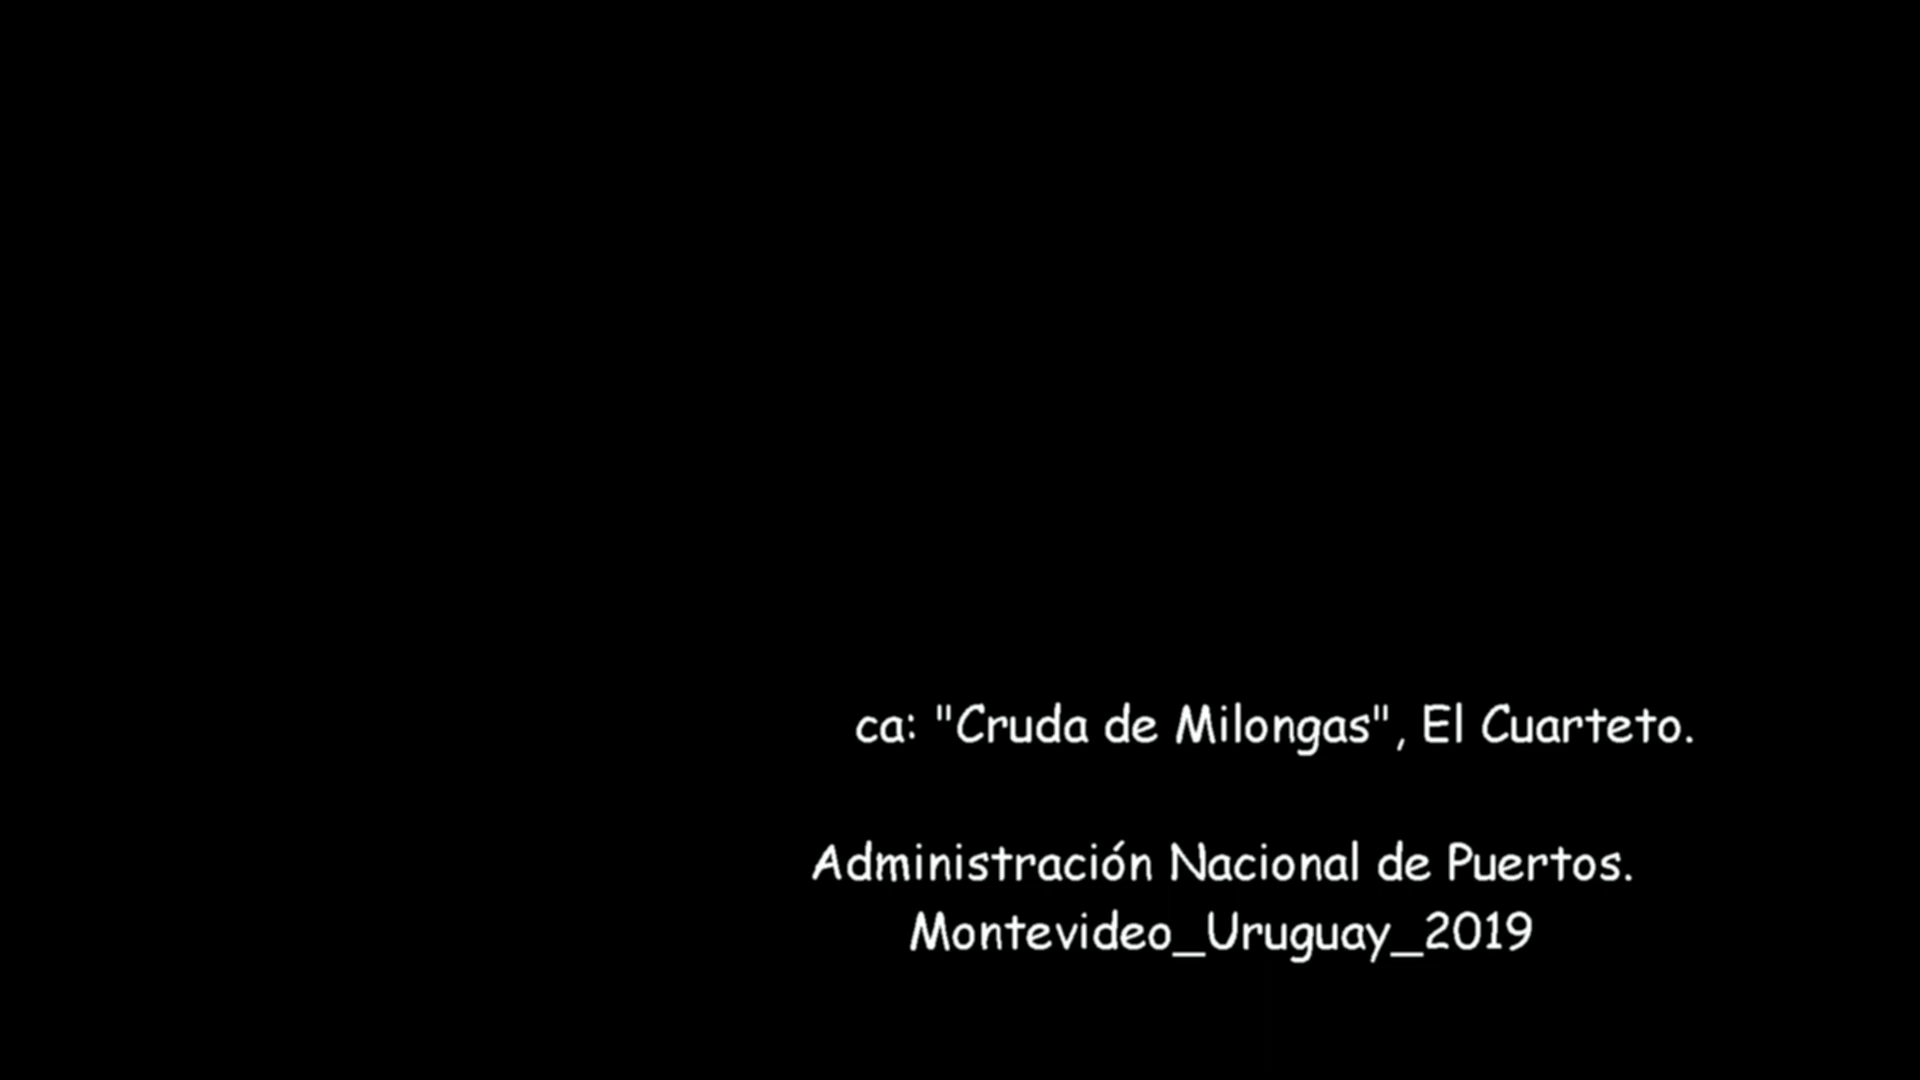 ca: "Cruda de Milongas", El Cuarteto.
Administración Nacional de Puertos.
Montevideo_Uruguay_2019